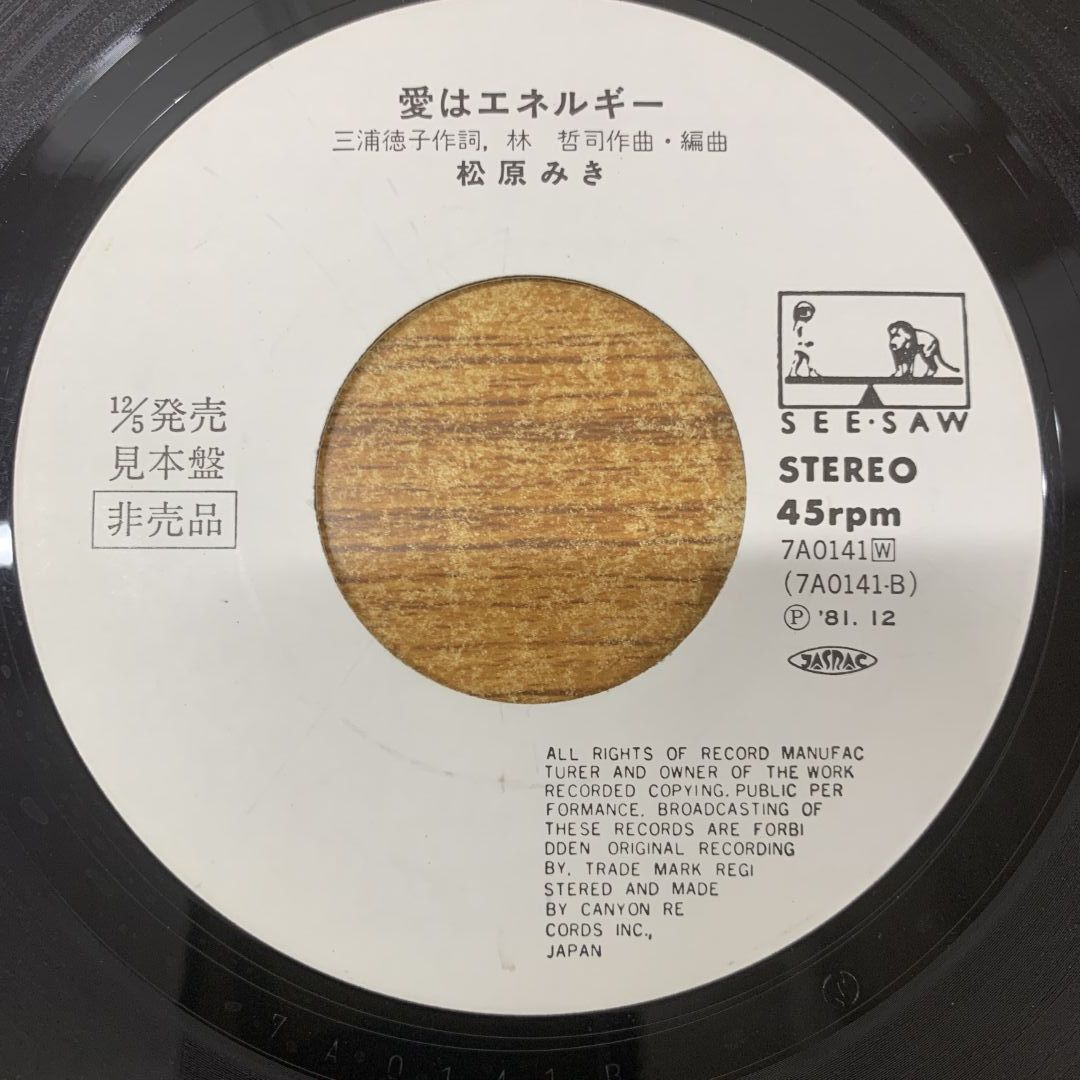 愛はエネルギー
三浦徳子作詞, 林 哲司作曲・編曲
松原みき
12/5発売
見本盤
非売品
SEE・SAW
STEREO
45rpm
7A0141 W
(7A0141-B)
Ⓟ '81. 12
JASRAC
ALL RIGHTS OF RECORD MANUFAC
TURER AND OWNER OF THE WORK
RECORDED COPYING. PUBLIC PER
FORMANCE. BROADCASTING OF
THESE RECORDS ARE FORBI
DDEN ORIGINAL RECORDING
BY. TRADE MARK REGI
STERED AND MADE
BY CANYON RE
CORDS INC.,
JAPAN
2
S
7A0141 B